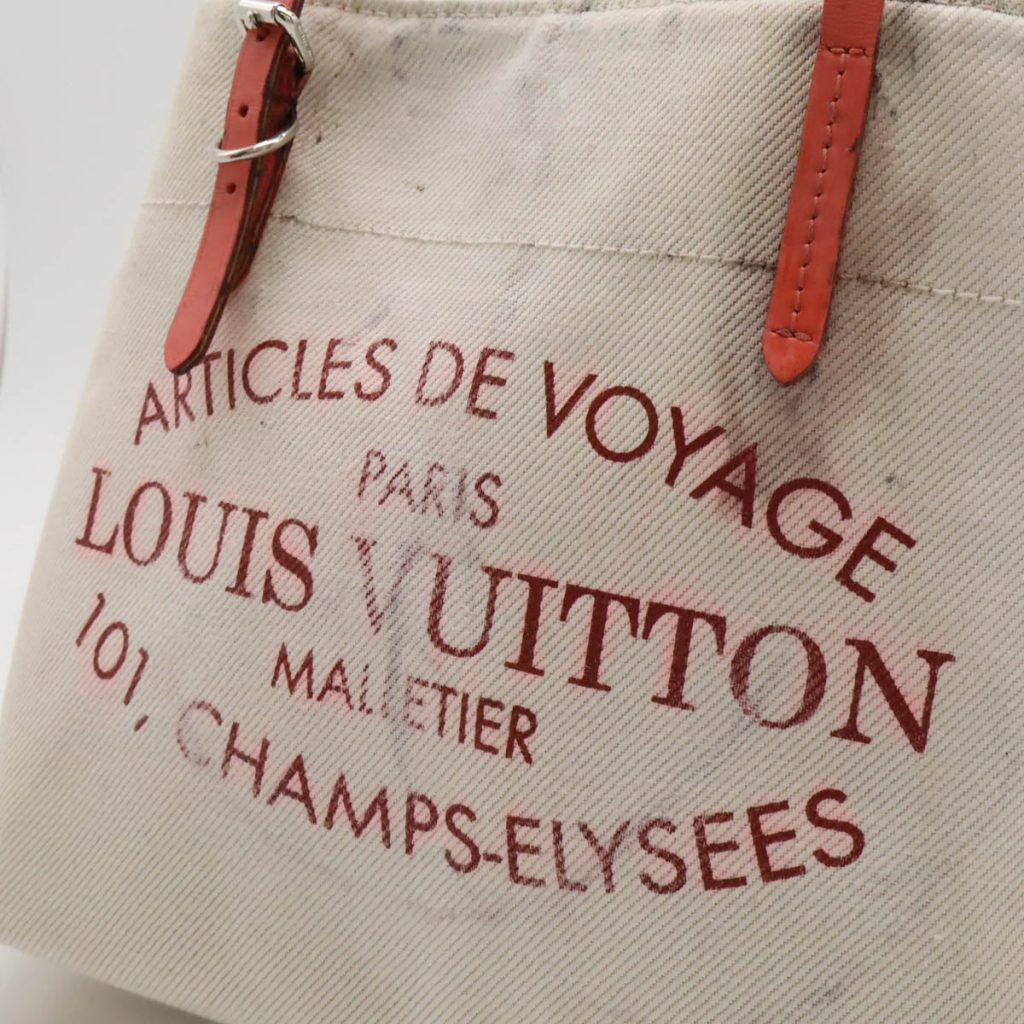 ARTICLES DE VOYAGE
PARIS
LOUIS VUITTON
MALLETIER
101, CHAMPS-ELYSEES